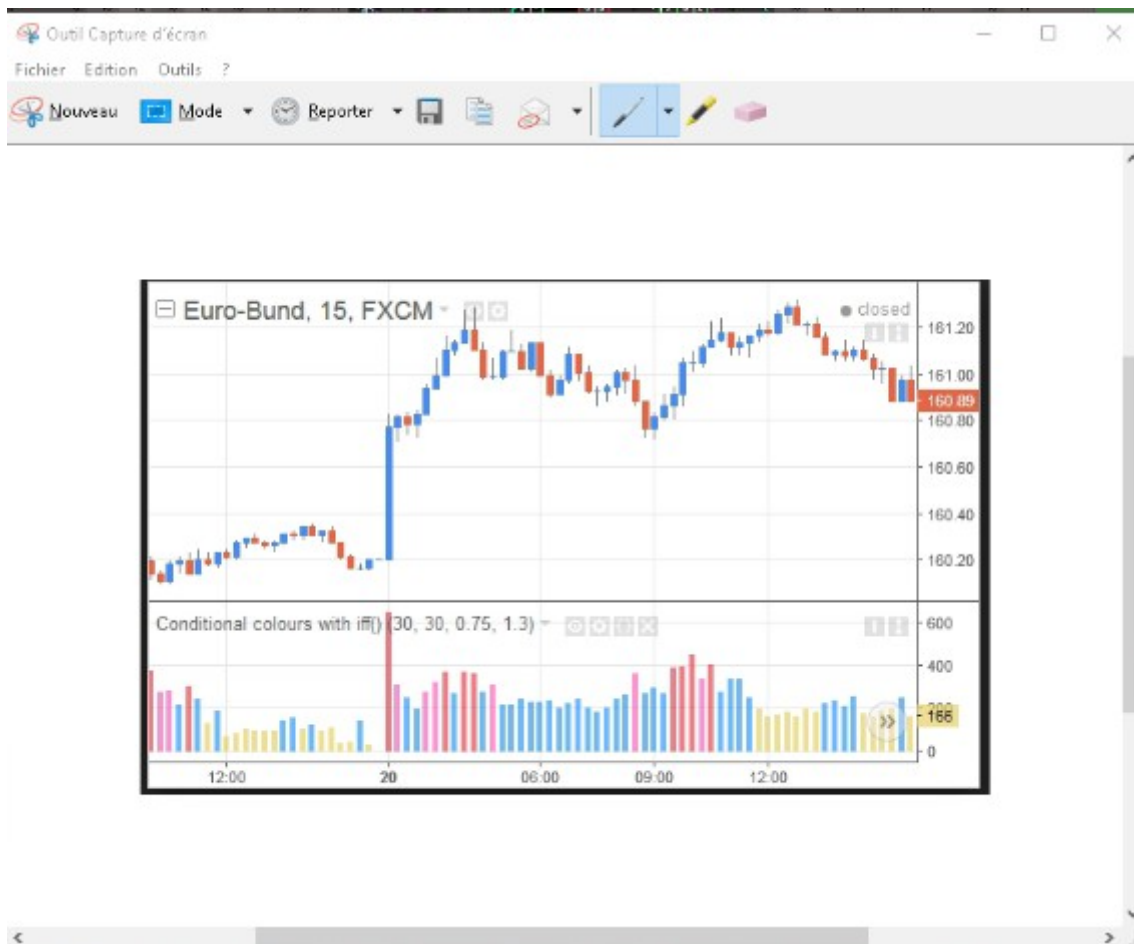 Outil Capture d'écran
Fichier Edition Outils ?
Nouveau Mode Reporter
Euro-Bund, 15, FXCM
closed
161.20
161.00
160.89
160.80
160.60
160.40
160.20
Conditional colours with iff() (30, 30, 0.75, 1.3)
600
400
200
166
0
12:00 20 06:00 09:00 12:00